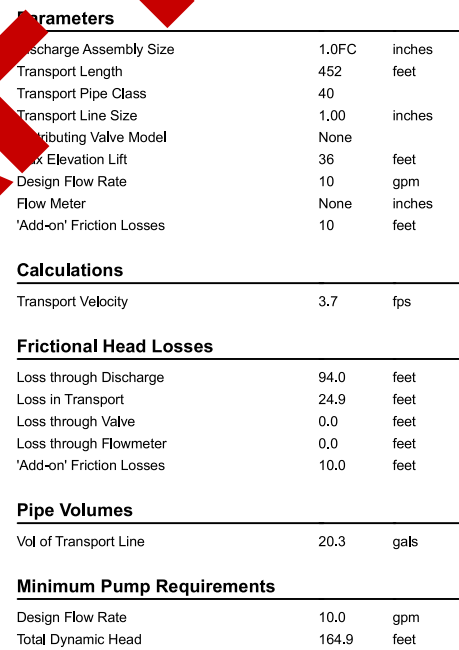 Parameters
Discharge Assembly Size 1.0FC inches
Transport Length 452 feet
Transport Pipe Class 40
Transport Line Size 1.00 inches
Distributing Valve Model None
Max Elevation Lift 36 feet
Design Flow Rate 10 gpm
Flow Meter None inches
'Add-on' Friction Losses 10 feet
Calculations
Transport Velocity 3.7 fps
Frictional Head Losses
Loss through Discharge 94.0 feet
Loss in Transport 24.9 feet
Loss through Valve 0.0 feet
Loss through Flowmeter 0.0 feet
'Add-on' Friction Losses 10.0 feet
Pipe Volumes
Vol of Transport Line 20.3 gals
Minimum Pump Requirements
Design Flow Rate 10.0 gpm
Total Dynamic Head 164.9 feet